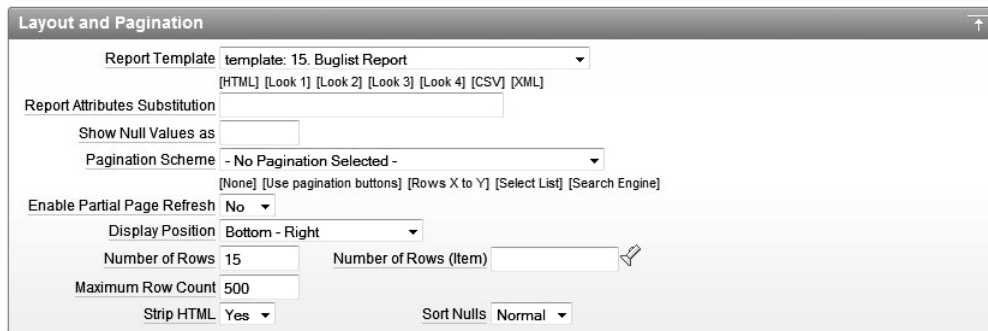 Layout and Pagination
Report Template template: 15. Buglist Report
[HTML] [Look 1] [Look 2] [Look 3] [Look 4] [CSV] [XML]
Report Attributes Substitution
Show Null Values as
Pagination Scheme - No Pagination Selected -
[None] [Use pagination buttons] [Rows X to Y] [Select List] [Search Engine]
Enable Partial Page Refresh No
Display Position Bottom - Right
Number of Rows 15 Number of Rows (Item)
Maximum Row Count 500
Strip HTML Yes Sort Nulls Normal